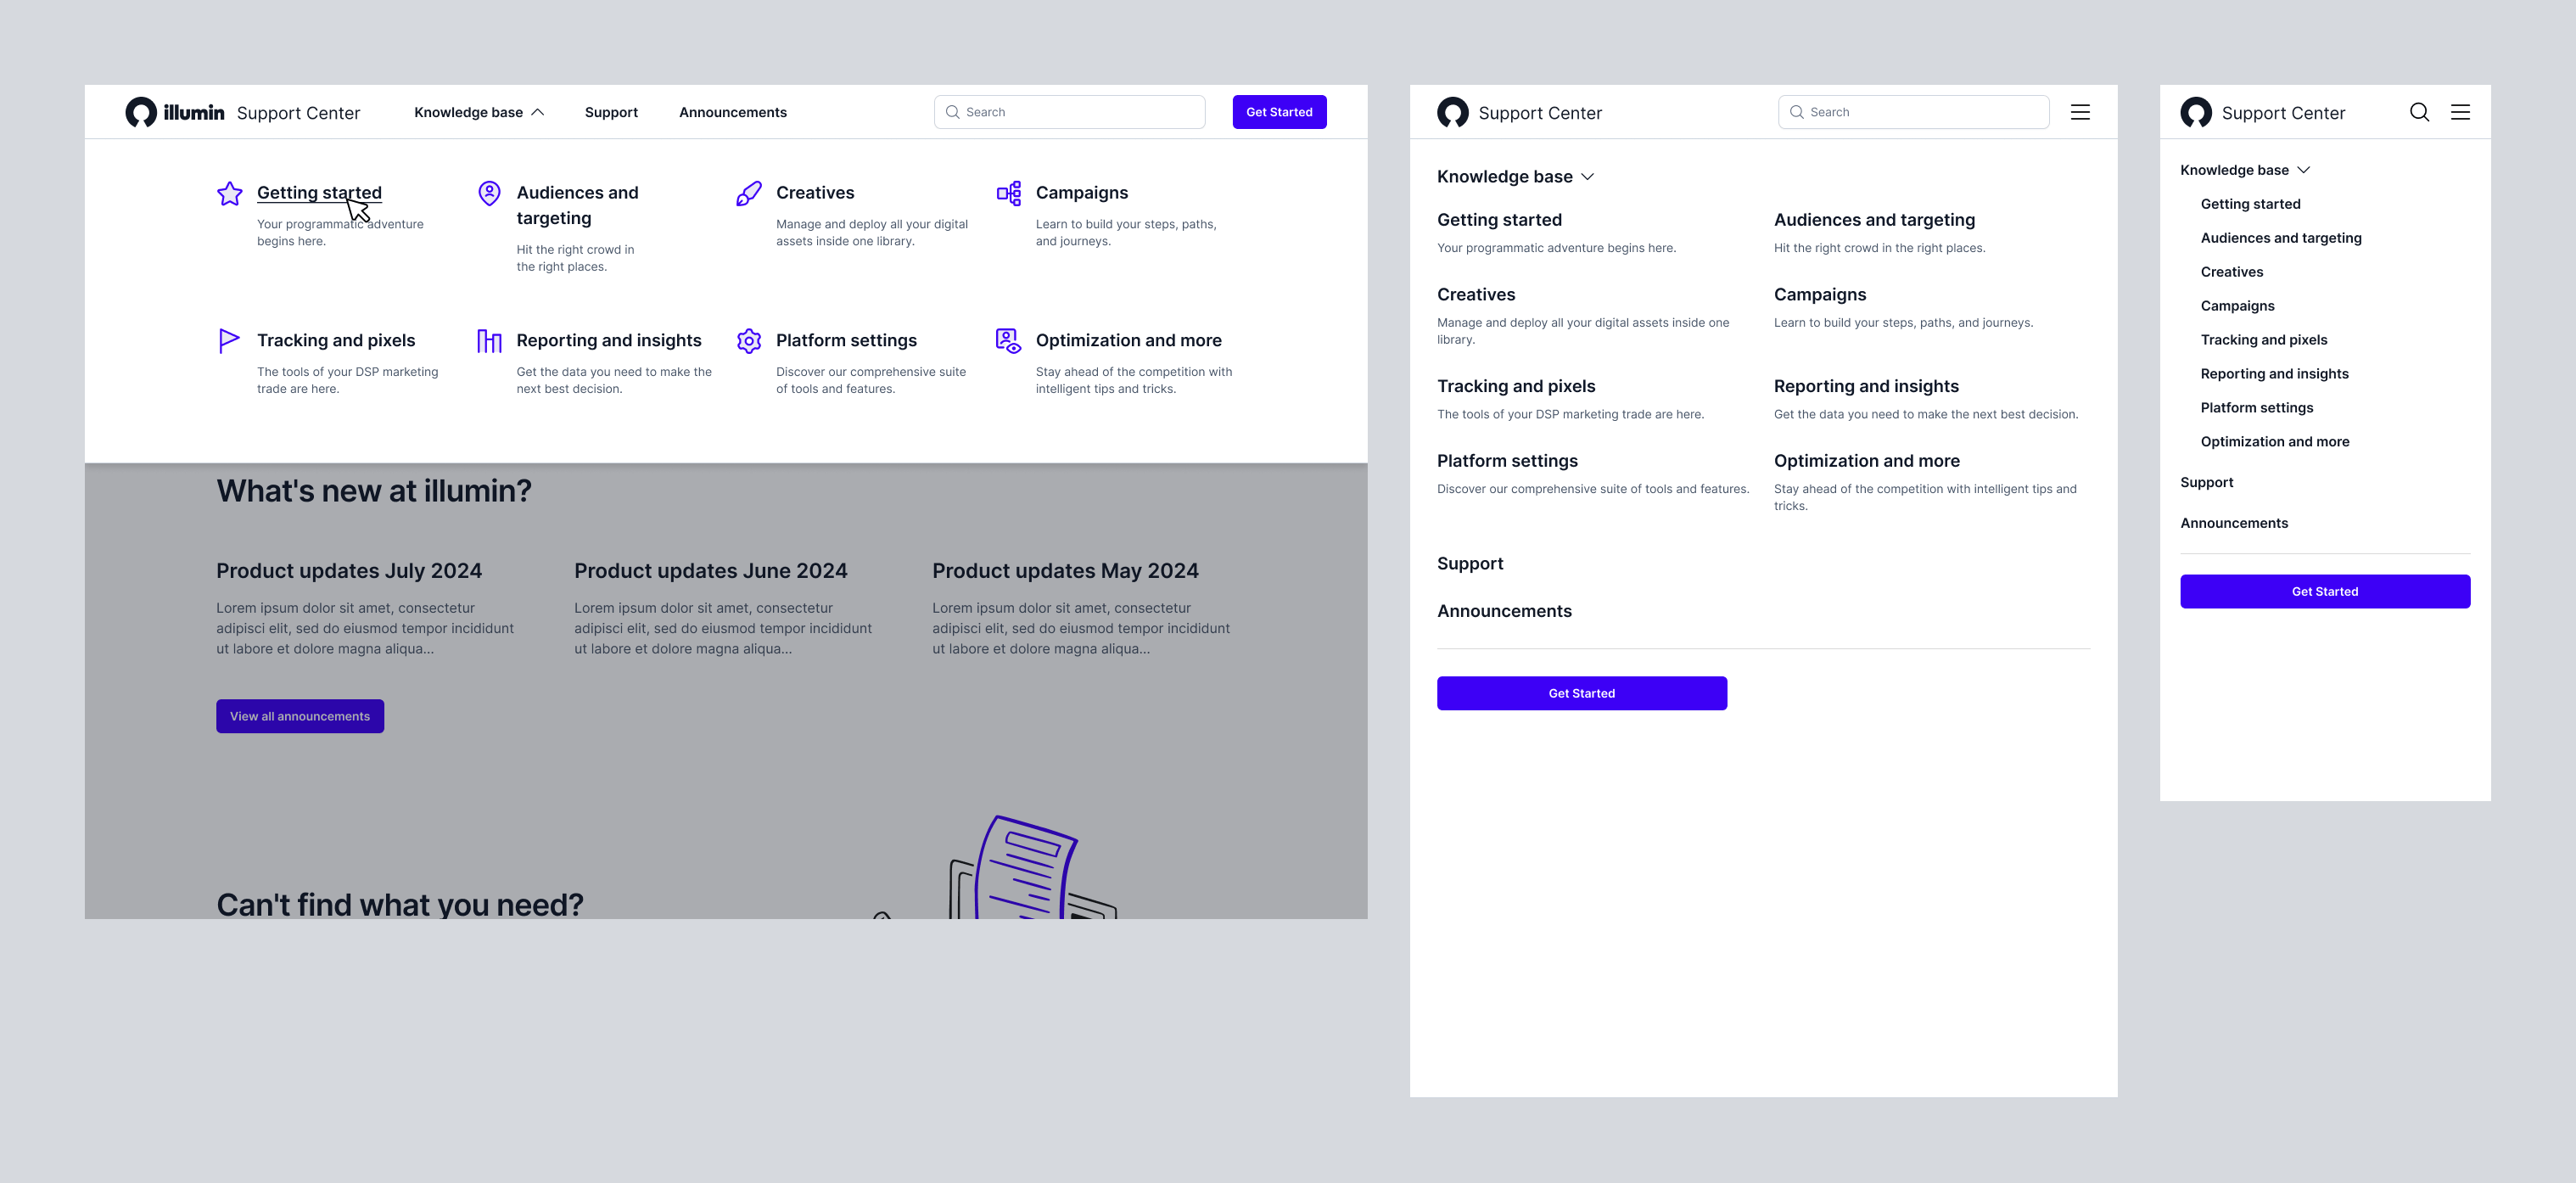 illumin Support Center
Knowledge base
Support
Announcements
Search
Get Started
Getting started
Your programmatic adventure
begins here.
Audiences and
targeting
Hit the right crowd in
the right places.
Creatives
Manage and deploy all your digital
assets inside one library.
Campaigns
Learn to build your steps, paths,
and journeys.
Tracking and pixels
The tools of your DSP marketing
trade are here.
Reporting and insights
Get the data you need to make the
next best decision.
Platform settings
Discover our comprehensive suite
of tools and features.
Optimization and more
Stay ahead of the competition with
intelligent tips and tricks.
What's new at illumin?
Product updates July 2024
Lorem ipsum dolor sit amet, consectetur
adipisci elit, sed do eiusmod tempor incididunt
ut labore et dolore magna aliqua...
Product updates June 2024
Lorem ipsum dolor sit amet, consectetur
adipisci elit, sed do eiusmod tempor incididunt
ut labore et dolore magna aliqua...
Product updates May 2024
Lorem ipsum dolor sit amet, consectetur
adipisci elit, sed do eiusmod tempor incididunt
ut labore et dolore magna aliqua...
View all announcements
Can't find what you need?
Support Center
Search
Knowledge base
Getting started
Your programmatic adventure begins here.
Audiences and targeting
Hit the right crowd in the right places.
Creatives
Manage and deploy all your digital assets inside one
library.
Campaigns
Learn to build your steps, paths, and journeys.
Tracking and pixels
The tools of your DSP marketing trade are here.
Reporting and insights
Get the data you need to make the next best decision.
Platform settings
Discover our comprehensive suite of tools and features.
Optimization and more
Stay ahead of the competition with intelligent tips and
tricks.
Support
Announcements
Get Started
Support Center
Knowledge base
Getting started
Audiences and targeting
Creatives
Campaigns
Tracking and pixels
Reporting and insights
Platform settings
Optimization and more
Support
Announcements
Get Started